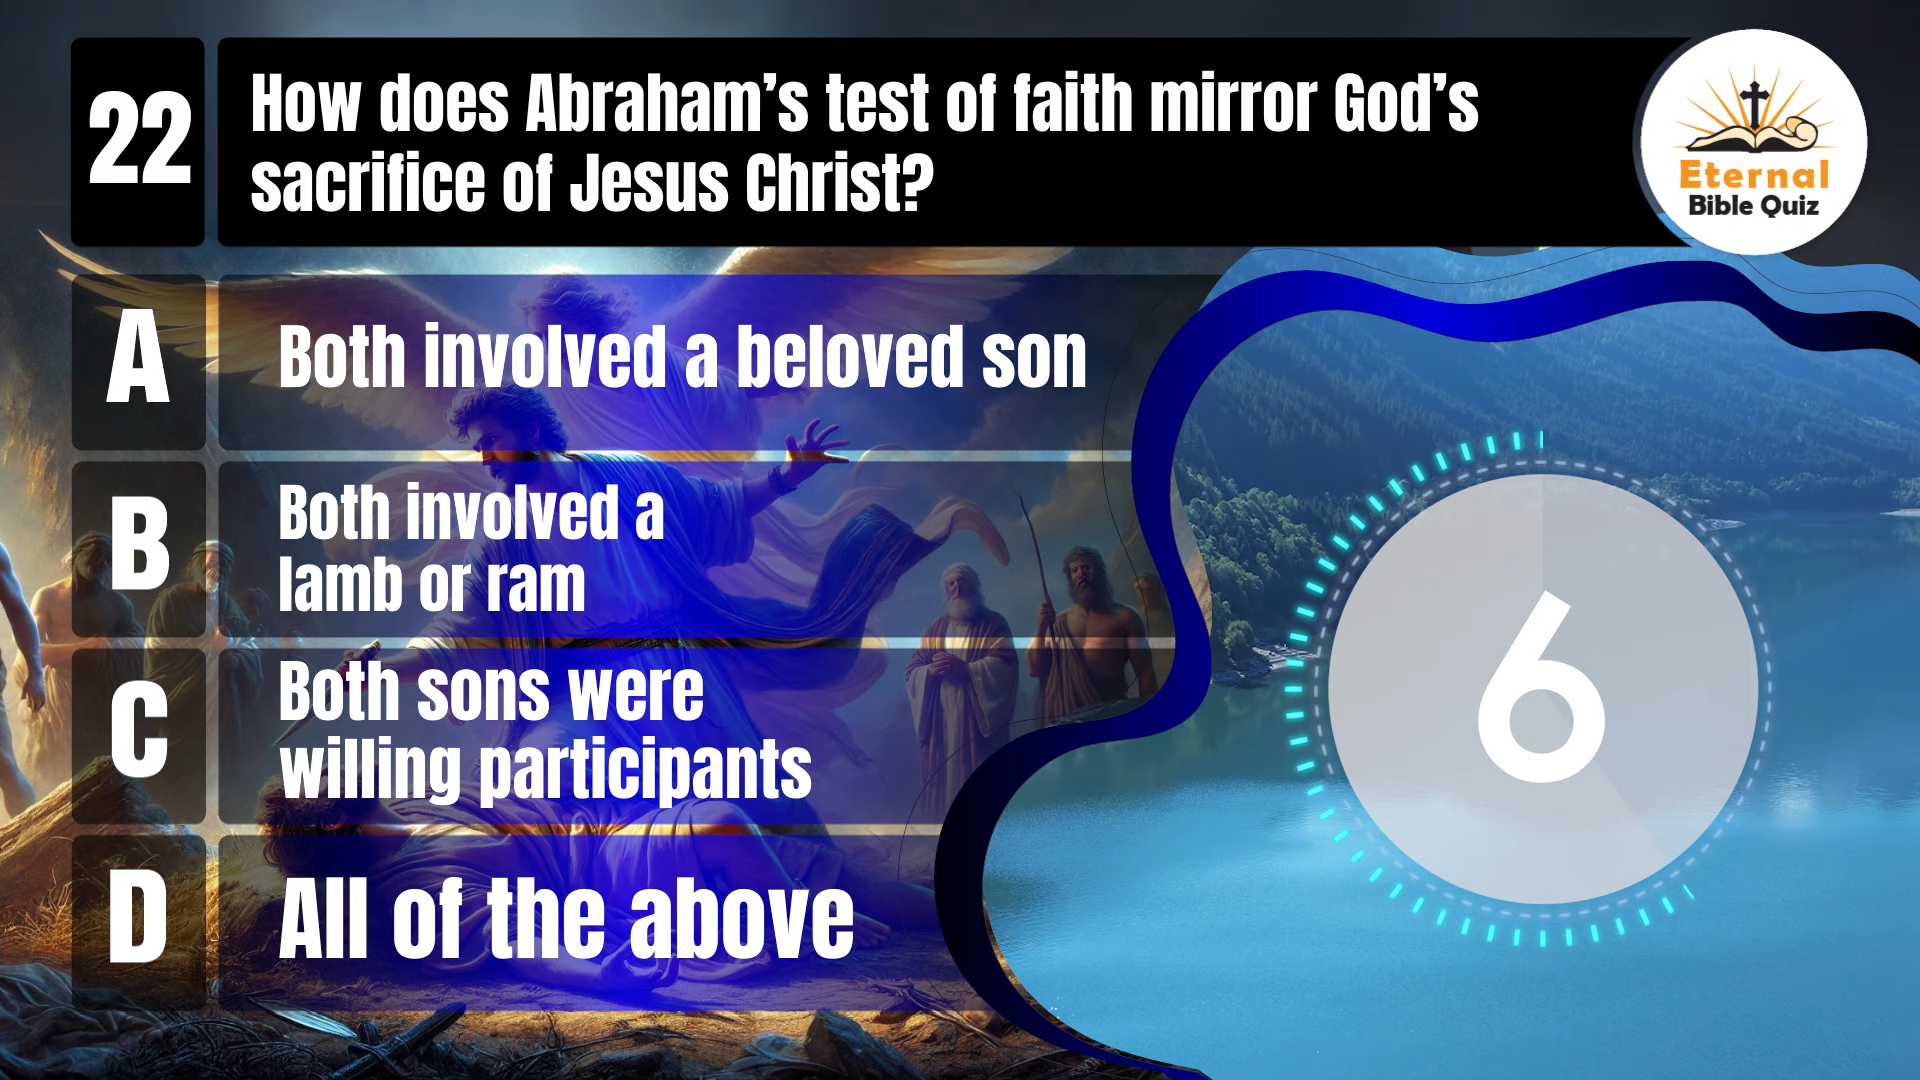 22
How does Abraham’s test of faith mirror God’s
sacrifice of Jesus Christ?
Eternal
Bible Quiz
A
Both involved a beloved son
B
Both involved a
lamb or ram
C
Both sons were
willing participants
D
All of the above
6